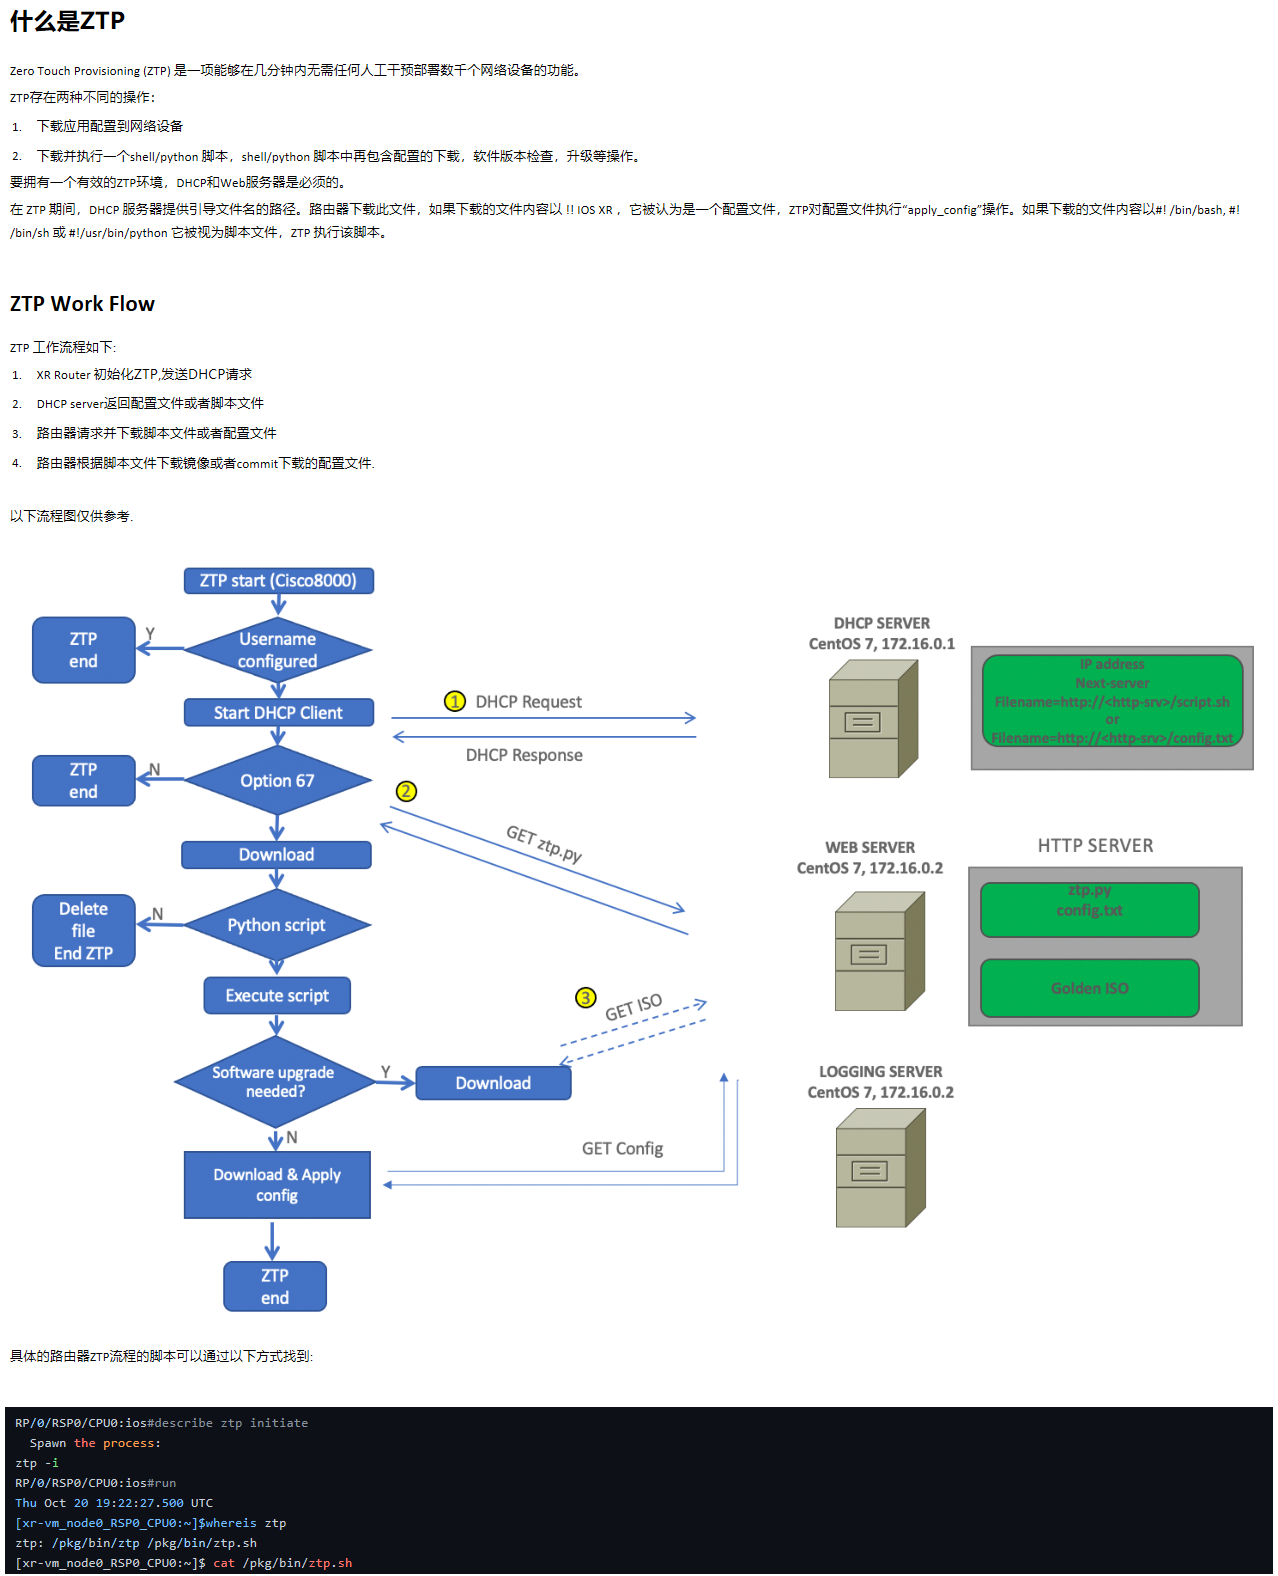 什么是ZTP
Zero Touch Provisioning (ZTP) 是一项能够在几分钟内无需任何人工干预部署数千个网络设备的功能。
ZTP存在两种不同的操作：
1. 下载应用配置到网络设备
2. 下载并执行一个shell/python 脚本，shell/python 脚本中再包含配置的下载，软件版本检查，升级等操作。
要拥有一个有效的ZTP环境，DHCP和Web服务器是必须的。
在 ZTP 期间，DHCP 服务器提供引导文件名的路径。路由器下载此文件，如果下载的文件内容以 !! IOS XR ，它被认为是一个配置文件，ZTP对配置文件执行“apply_config”操作。如果下载的文件内容以#! /bin/bash, #!
/bin/sh 或 #!/usr/bin/python 它被视为脚本文件，ZTP 执行该脚本。
ZTP Work Flow
ZTP 工作流程如下:
1. XR Router 初始化ZTP,发送DHCP请求
2. DHCP server返回配置文件或者脚本文件
3. 路由器请求并下载脚本文件或者配置文件
4. 路由器根据脚本文件下载镜像或者commit下载的配置文件.
以下流程图仅供参考.
ZTP start (Cisco8000)
Username
configured
Y
ZTP
end
Start DHCP Client
1 DHCP Request
DHCP Response
DHCP SERVER
CentOS 7, 172.16.0.1
IP address
Next-server
Filename=http://<http-srv>/script.sh
or
Filename=http://<http-srv>/config.txt
Option 67
N
ZTP
end
2
GET ztp.py
Download
WEB SERVER
CentOS 7, 172.16.0.2
HTTP SERVER
ztp.py
config.txt
Golden ISO
Python script
N
Delete
file
End ZTP
Execute script
3
GET ISO
Software upgrade
needed?
Y
Download
N
LOGGING SERVER
CentOS 7, 172.16.0.2
GET Config
Download & Apply
config
ZTP
end
具体的路由器ZTP流程的脚本可以通过以下方式找到:
RP/0/RSP0/CPU0:ios#describe ztp initiate
Spawn the process:
ztp -i
RP/0/RSP0/CPU0:ios#run
Thu Oct 20 19:22:27.500 UTC
[xr-vm_node0_RSP0_CPU0:~]$whereis ztp
ztp: /pkg/bin/ztp /pkg/bin/ztp.sh
[xr-vm_node0_RSP0_CPU0:~]$ cat /pkg/bin/ztp.sh